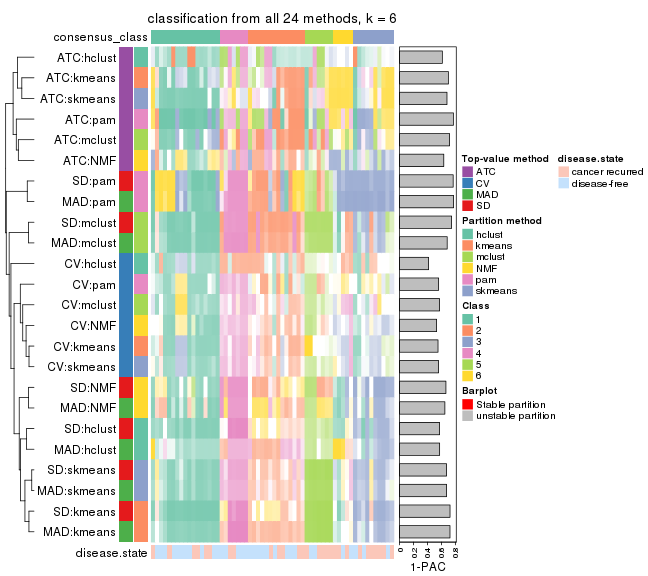 classification from all 24 methods, k = 6
consensus_class
ATC:hclust
ATC:kmeans
ATC:skmeans
ATC:pam
ATC:mclust
ATC:NMF
SD:pam
MAD:pam
SD:mclust
MAD:mclust
CV:hclust
CV:pam
CV:mclust
CV:NMF
CV:kmeans
CV:skmeans
SD:NMF
MAD:NMF
SD:hclust
MAD:hclust
SD:skmeans
MAD:skmeans
SD:kmeans
MAD:kmeans
disease.state
0 0.2 0.4 0.6 0.8
1-PAC
Top-value method
ATC
CV
MAD
SD
Partition method
hclust
kmeans
mclust
NMF
pam
skmeans
Class
1
2
3
4
5
6
Barplot
Stable partition
unstable partition
disease.state
cancer recurred
disease-free